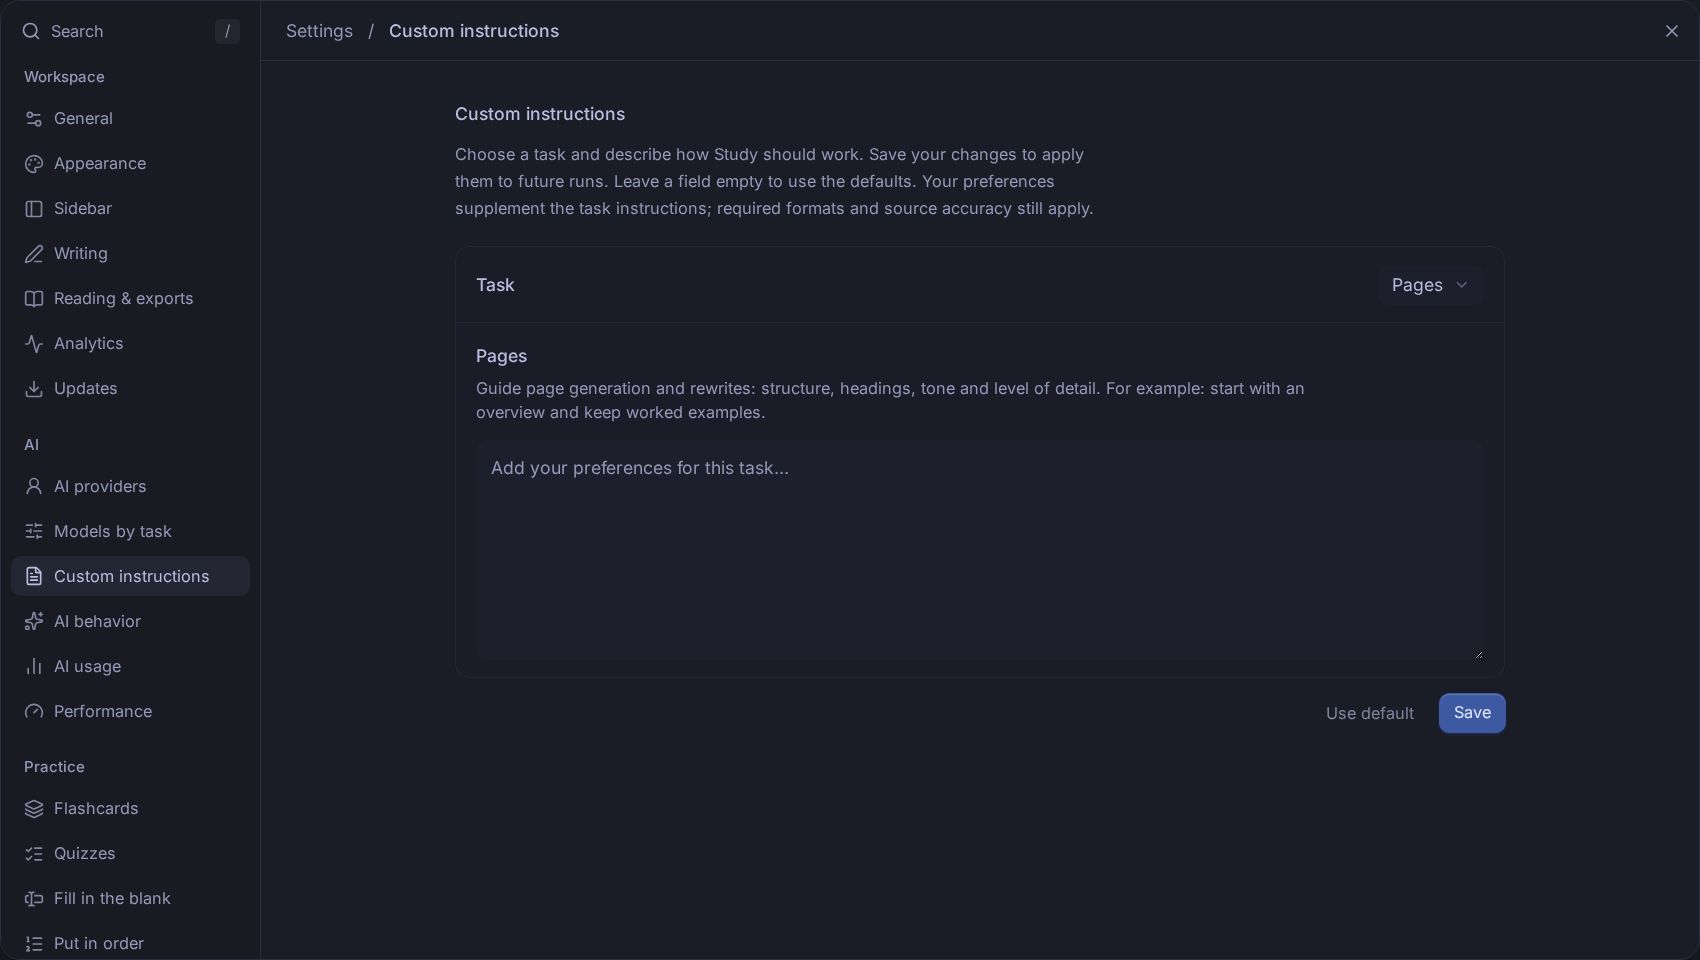 Search /
Workspace
General
Appearance
Sidebar
Writing
Reading & exports
Analytics
Updates
AI
AI providers
Models by task
Custom instructions
AI behavior
AI usage
Performance
Practice
Flashcards
Quizzes
Fill in the blank
Put in order
Settings / Custom instructions
Custom instructions
Choose a task and describe how Study should work. Save your changes to apply
them to future runs. Leave a field empty to use the defaults. Your preferences
supplement the task instructions; required formats and source accuracy still apply.
Task Pages
Pages
Guide page generation and rewrites: structure, headings, tone and level of detail. For example: start with an
overview and keep worked examples.
Add your preferences for this task...
Use default Save